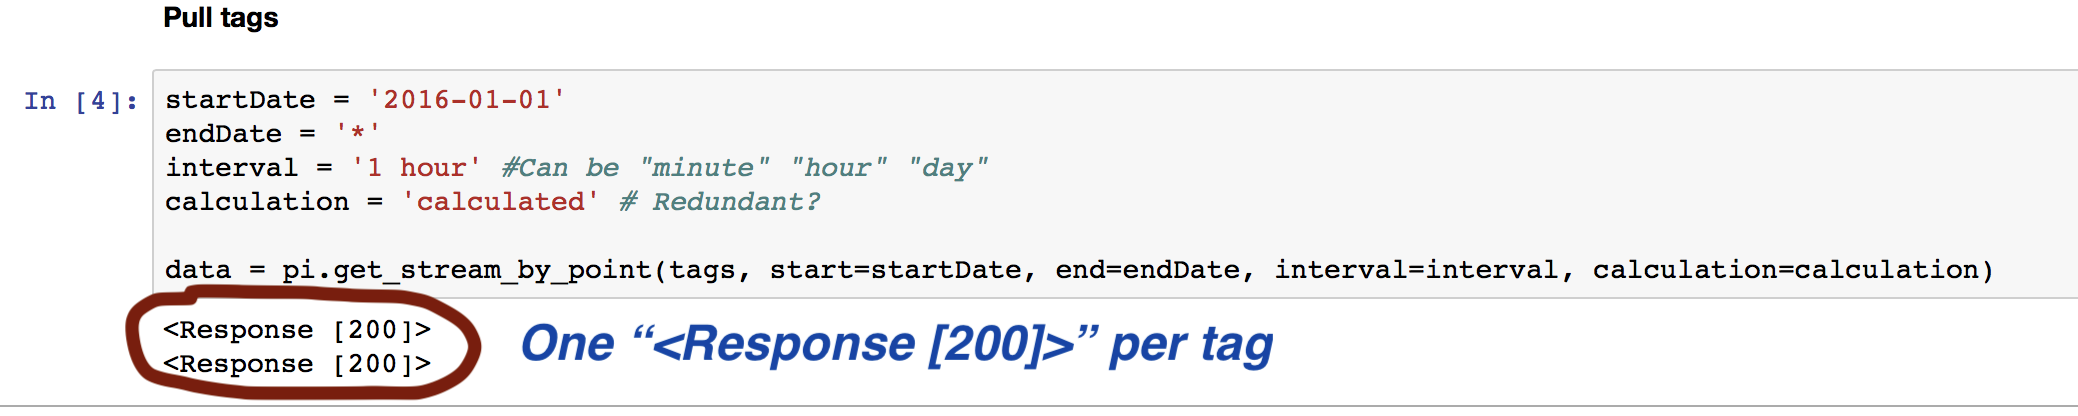 Pull tags
In [4]:
startDate = '2016-01-01'
endDate = '*'
interval = '1 hour' #Can be "minute" "hour" "day"
calculation = 'calculated' # Redundant?
data = pi.get_stream_by_point(tags, start=startDate, end=endDate, interval=interval, calculation=calculation)
<Response [200]>
<Response [200]>
One “<Response [200]>” per tag